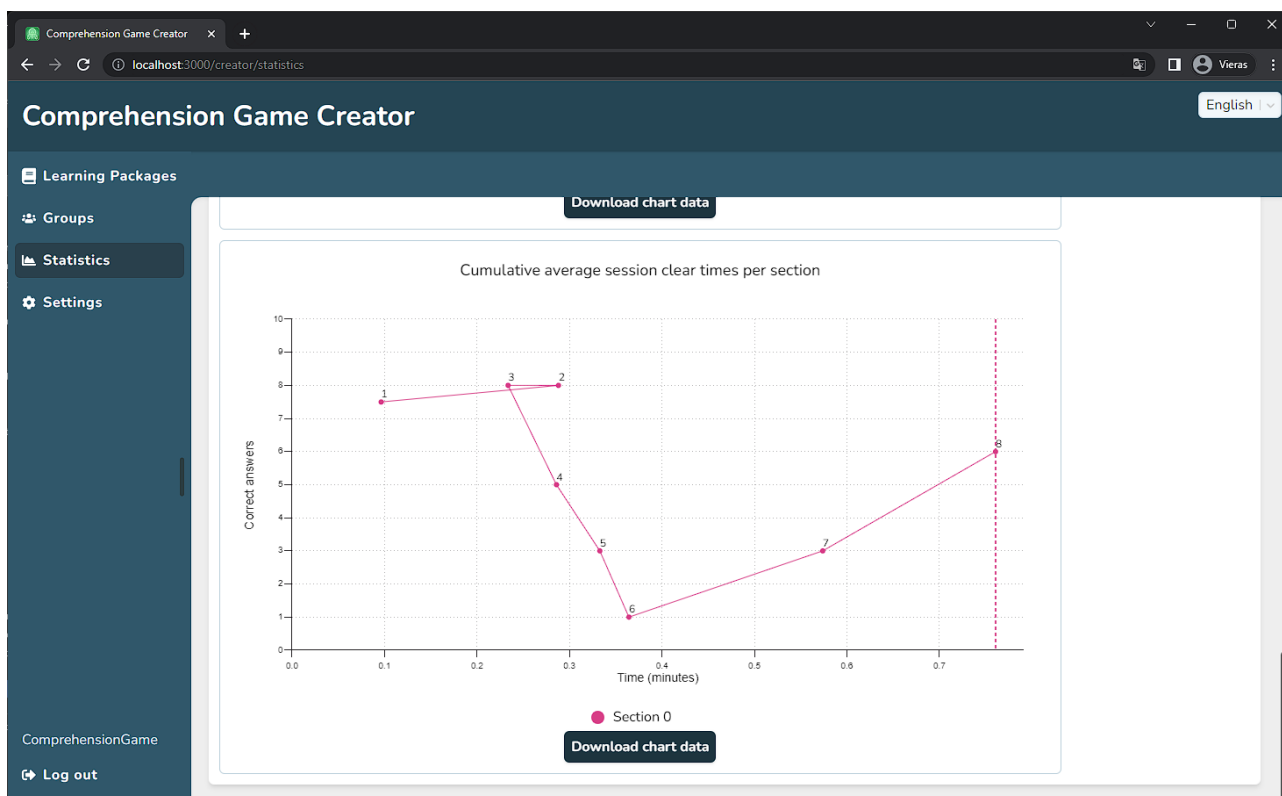 Comprehension Game Creator
localhost:3000/creator/statistics
Vieras
Comprehension Game Creator
English
Learning Packages
Groups
Statistics
Settings
Download chart data
Cumulative average session clear times per section
10
9
8
7
6
5
4
3
2
1
0
Correct answers
1
3
2
4
5
6
7
8
0.0
0.1
0.2
0.3
0.4
0.5
0.6
0.7
Time (minutes)
Section 0
Download chart data
ComprehensionGame
Log out